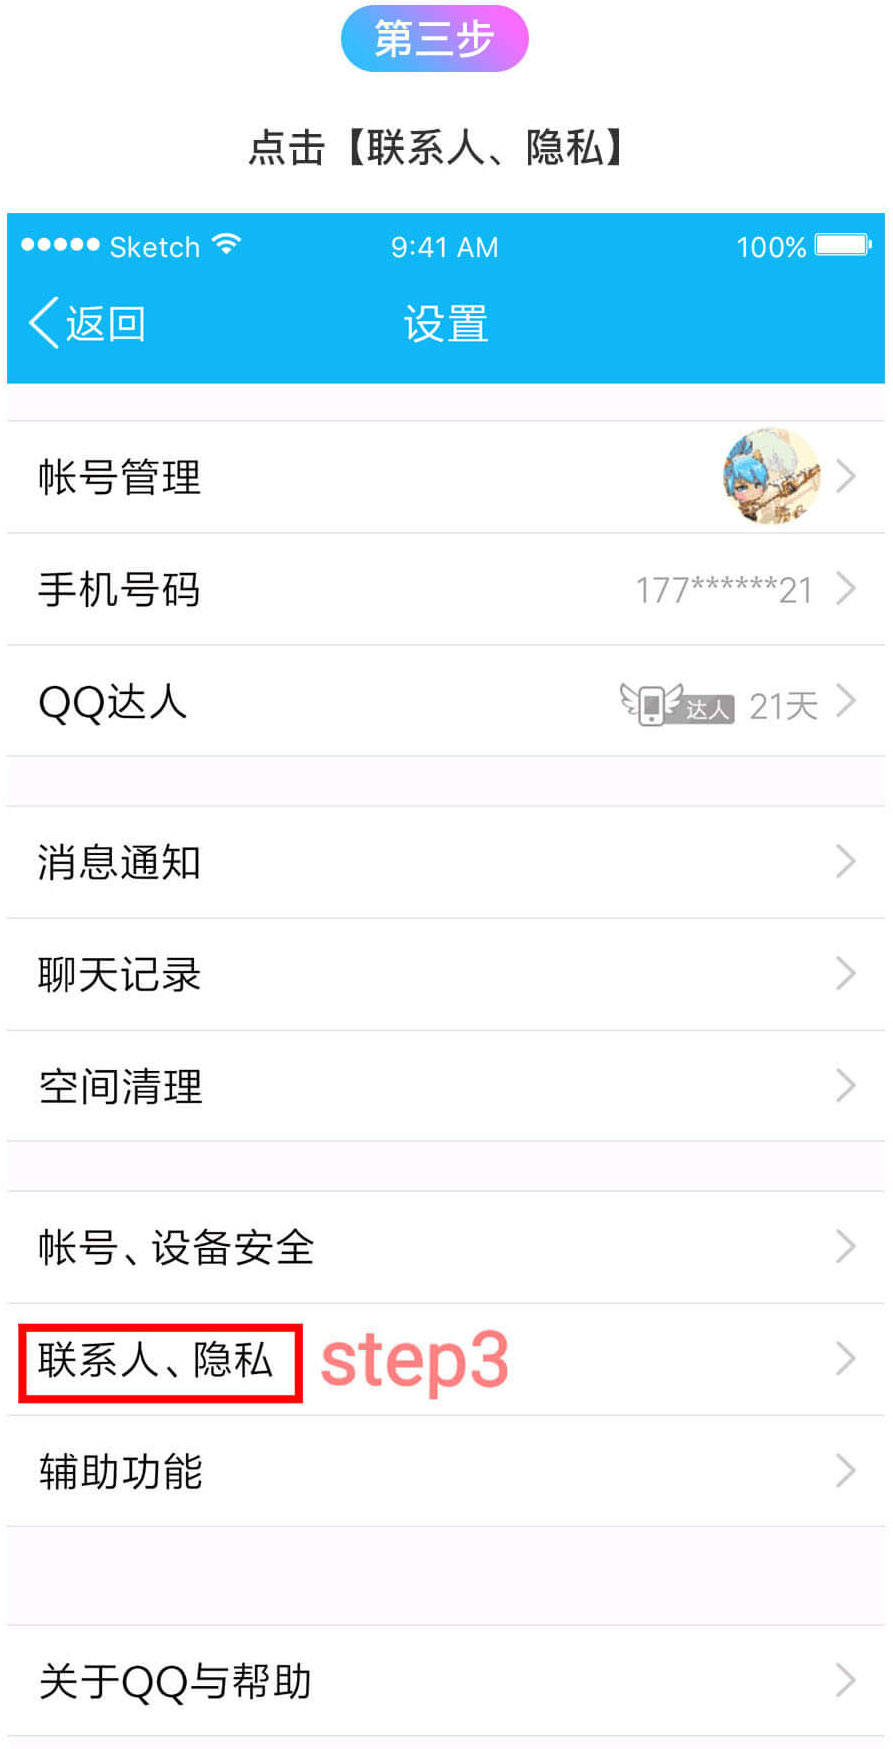 第三步
点击【联系人、隐私】
Sketch 9:41 AM 100%
返回 设置
帐号管理
手机号码 177******21
QQ达人 达人 21天
消息通知
聊天记录
空间清理
帐号、设备安全
联系人、隐私 step3
辅助功能
关于QQ与帮助